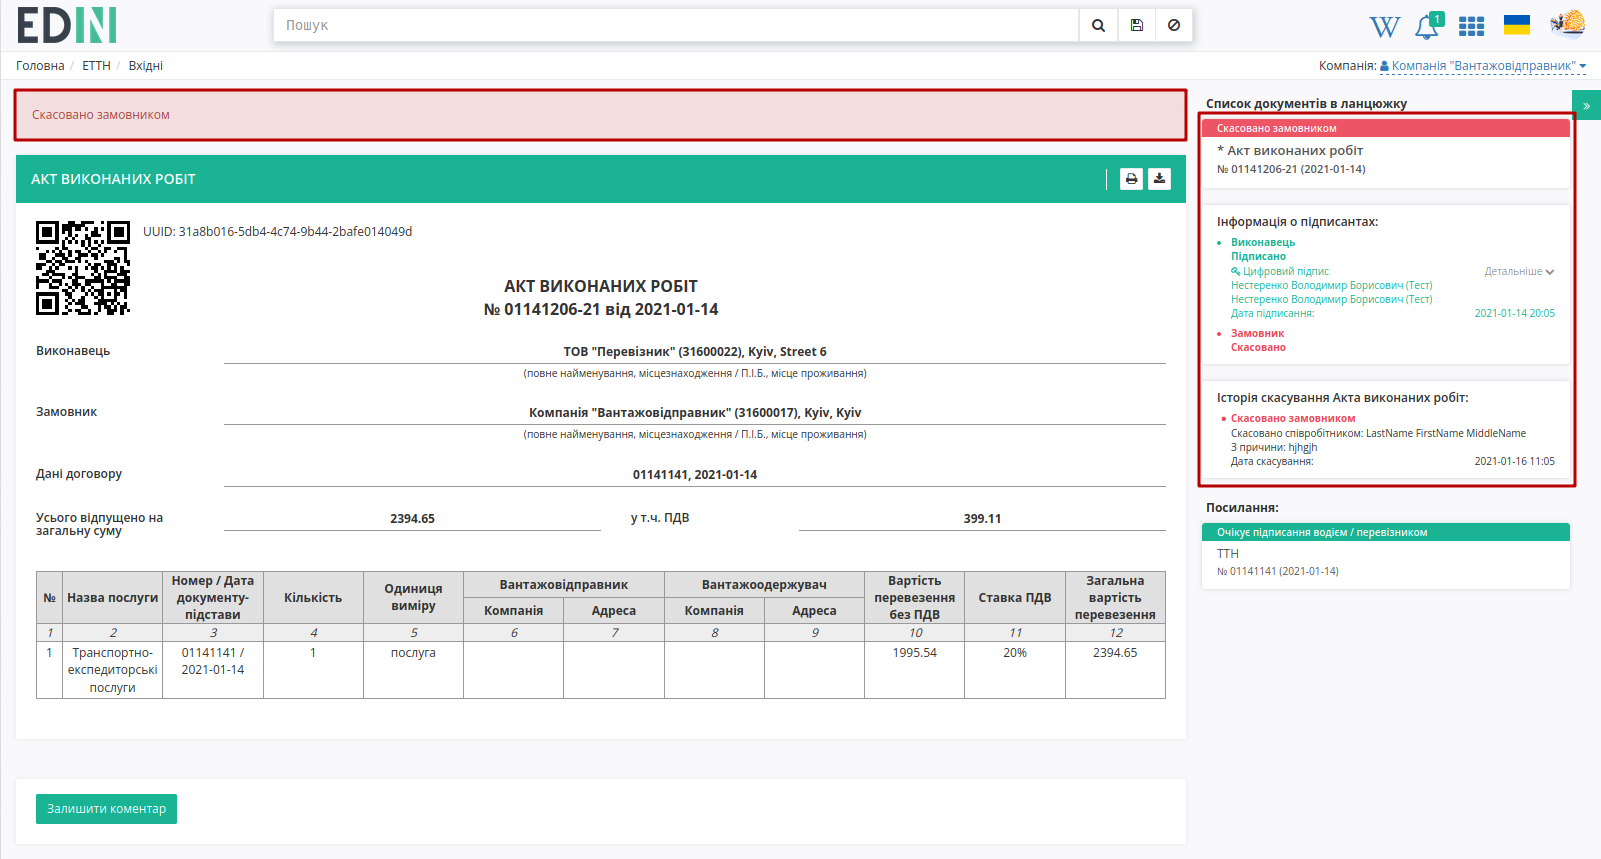 EDIN
Пошук
1
Головна / ЕТТН / Вхідні
Компанія: Компанія "Вантажовідправник"
Скасовано замовником
АКТ ВИКОНАНИХ РОБІТ
UUID: 31a8b016-5db4-4c74-9b44-2bafe014049d
АКТ ВИКОНАНИХ РОБІТ
№ 01141206-21 від 2021-01-14
Виконавець
ТОВ "Перевізник" (31600022), Kyiv, Street 6
(повне найменування, місцезнаходження / П.І.Б., місце проживання)
Замовник
Компанія "Вантажовідправник" (31600017), Kyiv, Kyiv
(повне найменування, місцезнаходження / П.І.Б., місце проживання)
Дані договору
01141141, 2021-01-14
Усього відпущено на
загальну суму
2394.65
у т.ч. ПДВ
399.11
№
Назва послуги
Номер / Дата
документу-
підстави
Кількість
Одиниця
виміру
Вантажовідправник
Компанія
Адреса
Вантажоодержувач
Компанія
Адреса
Вартість
перевезення
без ПДВ
Ставка ПДВ
Загальна
вартість
перевезення
1 2 3 4 5 6 7 8 9 10 11 12
1
Транспортно-
експедиторські
послуги
01141141 /
2021-01-14
1
послуга
1995.54
20%
2394.65
Залишити коментар
Список документів в ланцюжку
»
Скасовано замовником
* Акт виконаних робіт
№ 01141206-21 (2021-01-14)
Інформація о підписантах:
Виконавець
Підписано
Цифровий підпис
Детальніше
Нестеренко Володимир Борисович (Тест)
Нестеренко Володимир Борисович (Тест)
Дата підписання: 2021-01-14 20:05
Замовник
Скасовано
Історія скасування Акта виконаних робіт:
Скасовано замовником
Скасовано співробітником: LastName FirstName MiddleName
З причини: hjhgjh
Дата скасування: 2021-01-16 11:05
Посилання:
Очікує підписання водієм / перевізником
ТТН
№ 01141141 (2021-01-14)